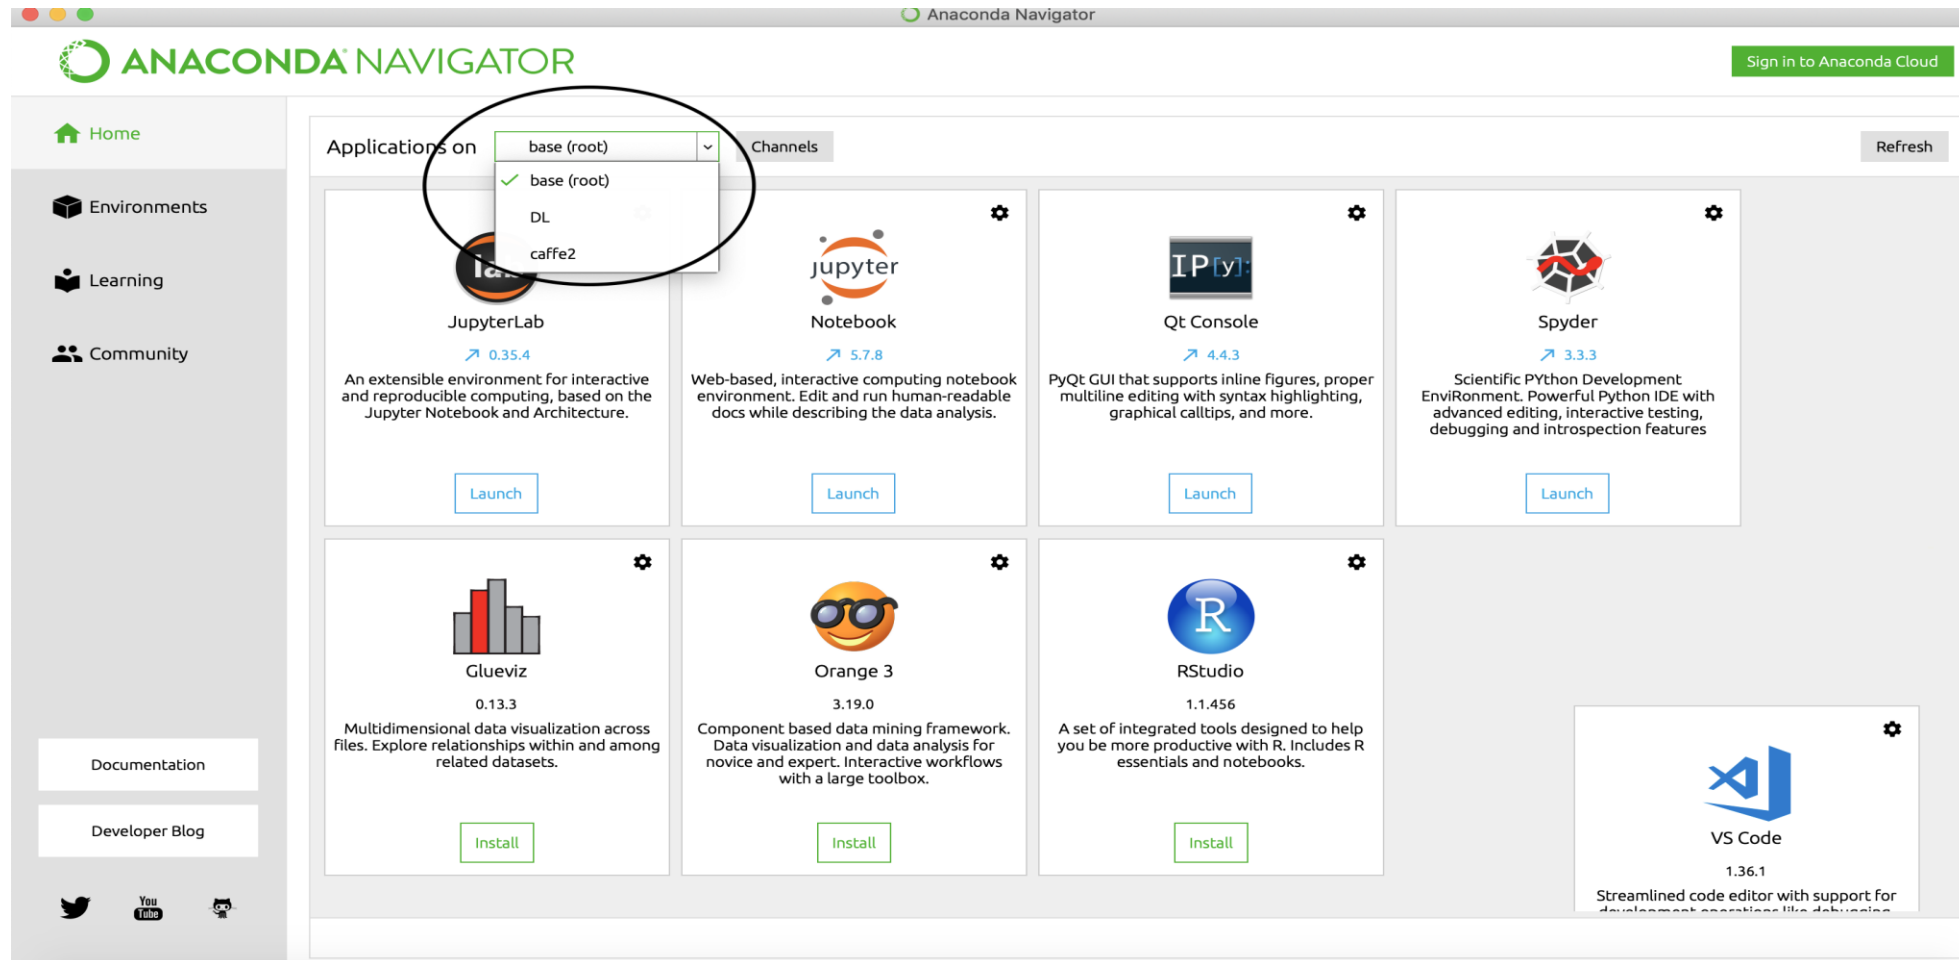 Anaconda Navigator
ANACONDA NAVIGATOR
Sign in to Anaconda Cloud
Home
Environments
Learning
Community
Documentation
Developer Blog
You
Tube
Applications on
base (root)
Channels
Refresh
base (root)
DL
caffe2
JupyterLab
0.35.4
An extensible environment for interactive
and reproducible computing, based on the
Jupyter Notebook and Architecture.
Launch
jupyter
Notebook
5.7.8
Web-based, interactive computing notebook
environment. Edit and run human-readable
docs while describing the data analysis.
Launch
IP[y]:
Qt Console
4.4.3
PyQt GUI that supports inline figures, proper
multiline editing with syntax highlighting,
graphical calltips, and more.
Launch
Spyder
3.3.3
Scientific PYthon Development
EnviRonment. Powerful Python IDE with
advanced editing, interactive testing,
debugging and introspection features
Launch
Glueviz
0.13.3
Multidimensional data visualization across
files. Explore relationships within and among
related datasets.
Install
Orange 3
3.19.0
Component based data mining framework.
Data visualization and data analysis for
novice and expert. Interactive workflows
with a large toolbox.
Install
R
RStudio
1.1.456
A set of integrated tools designed to help
you be more productive with R. Includes R
essentials and notebooks.
Install
VS Code
1.36.1
Streamlined code editor with support for
development operations like debugging